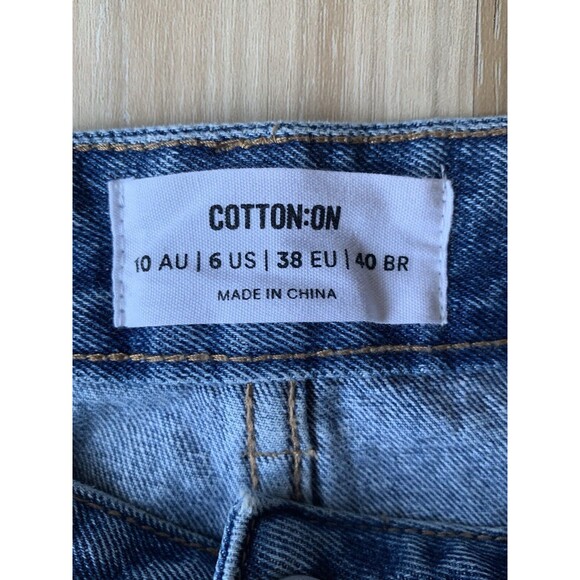 COTTON:ON
10 AU | 6 US | 38 EU | 40 BR
MADE IN CHINA